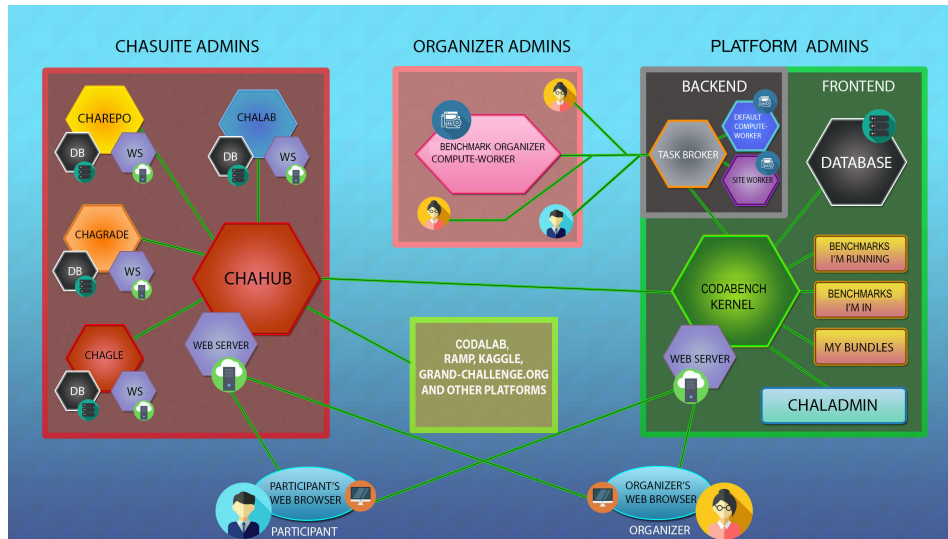 CHASUITE ADMINS
ORGANIZER ADMINS
PLATFORM ADMINS
CHAREPO
DB
WS
CHALAB
DB
WS
CHAGRADE
DB
WS
CHAHUB
CHAGLE
DB
WS
WEB SERVER
BENCHMARK ORGANIZER
COMPUTE-WORKER
BACKEND
FRONTEND
TASK BROKER
DEFAULT
COMPUTE-
WORKER
SITE WORKER
DATABASE
CODABENCH
KERNEL
BENCHMARKS
I'M RUNNING
BENCHMARKS
I'M IN
MY BUNDLES
WEB SERVER
CHALADMIN
CODALAB,
RAMP, KAGGLE,
GRAND-CHALLENGE.ORG
AND OTHER PLATFORMS
PARTICIPANT'S
WEB BROWSER
PARTICIPANT
ORGANIZER'S
WEB BROWSER
ORGANIZER